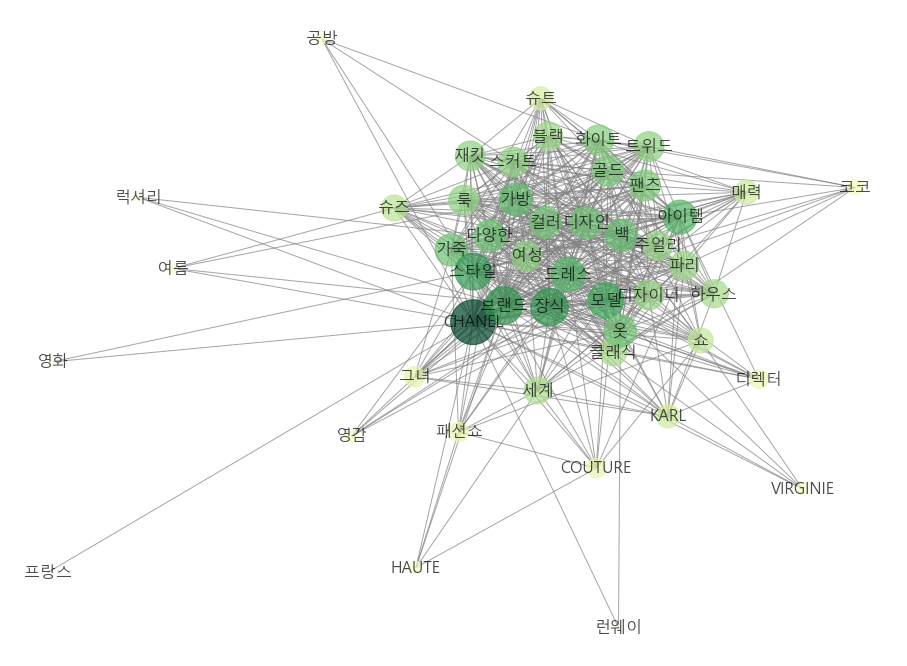 공방
슈트
블랙
화이트
트위드
재킷
스커트
골드
팬즈
코코
매력
럭셔리
룩
가방
슈즈
아이템
컬러
디자인
백
다양한
주얼리
가죽
여성
파리
여름
스타일
드레스
하우스
디자이너
모델
브랜드
장식
CHANEL
옷
쇼
클래식
영화
그녀
디렉터
세계
KARL
패션쇼
영감
COUTURE
VIRGINIE
HAUTE
프랑스
런웨이